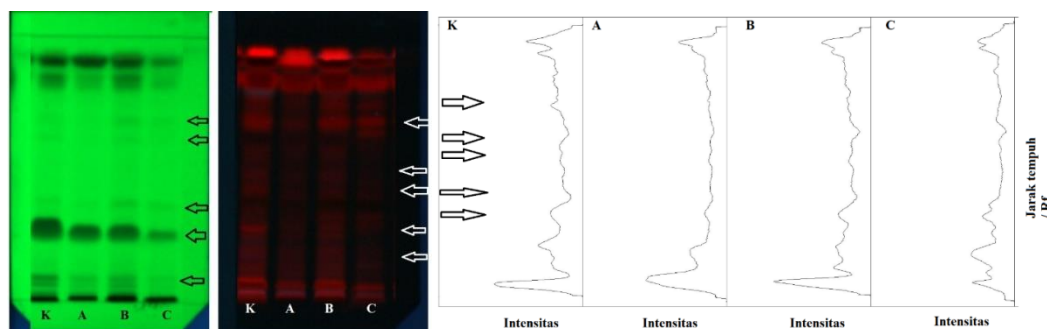 K A B C
K A B C
K A B C
Intensitas Intensitas Intensitas Intensitas
Jarak tempuh
/ Rf